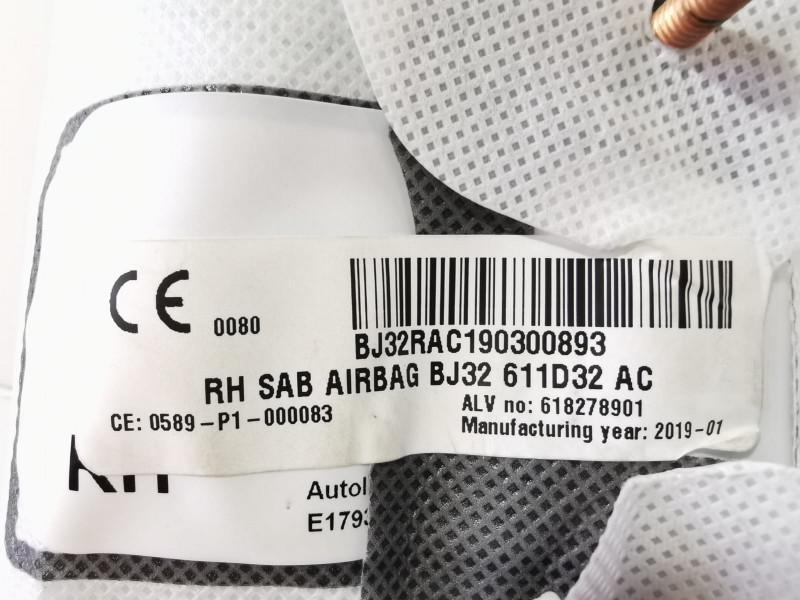 CE 0080
BJ32RAC190300893
RH SAB AIRBAG BJ32 611D32 AC
CE: 0589-P1-000083
ALV no: 618278901
Manufacturing year: 2019-01
RH